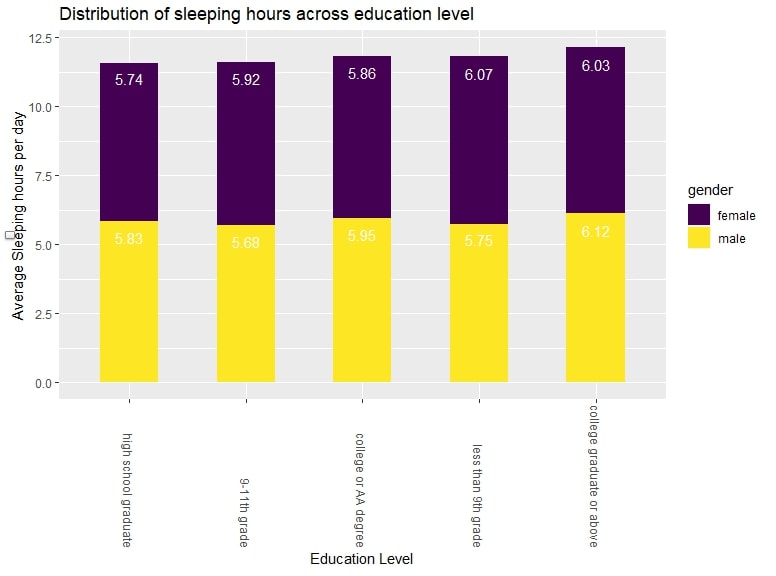 Distribution of sleeping hours across education level
Average Sleeping hours per day
12.5
10.0
7.5
5.0
2.5
0.0
5.74
5.92
5.86
6.07
6.03
5.83
5.68
5.95
5.75
6.12
gender
female
male
high school graduate
9-11th grade
college or AA degree
less than 9th grade
college graduate or above
Education Level